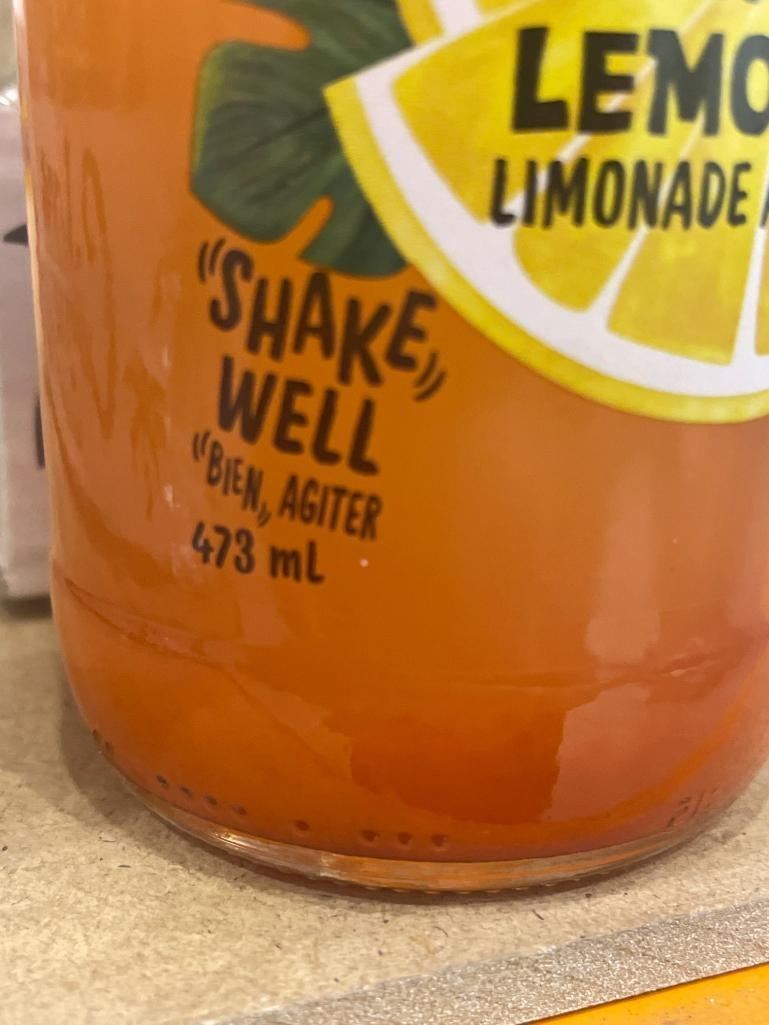 LEMO
LIMONADE
"SHAKE"
WELL
"BIEN" AGITER
473 mL